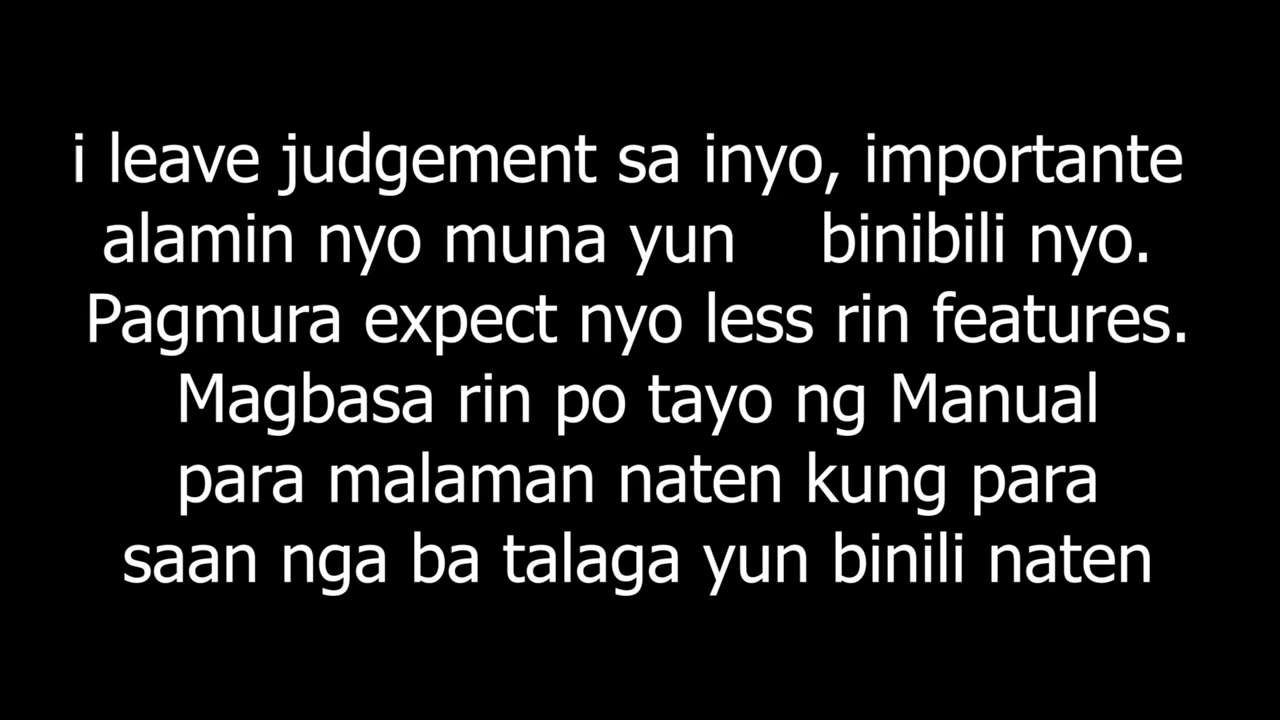 i leave judgement sa inyo, importante
alamin nyo muna yun binibili nyo.
Pagmura expect nyo less rin features.
Magbasa rin po tayo ng Manual
para malaman naten kung para
saan nga ba talaga yun binili naten